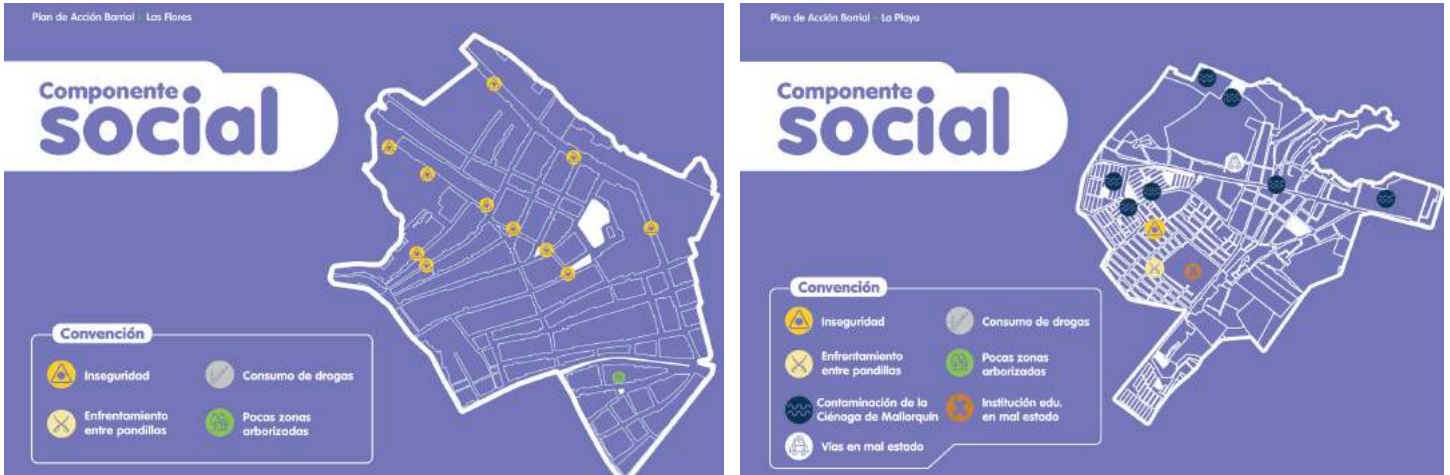 Plan de Acción Barrial - Las Flores
Componente
social
Convención
Inseguridad
Consumo de drogas
Enfrentamiento
entre pandillas
Pocas zonas
arborizadas
Plan de Acción Barrial - La Playa
Componente
social
Convención
Inseguridad
Consumo de drogas
Enfrentamiento
entre pandillas
Pocas zonas
arborizadas
Contaminación de la
Ciénaga de Mallorquín
Institución edu.
en mal estado
Vías en mal estado